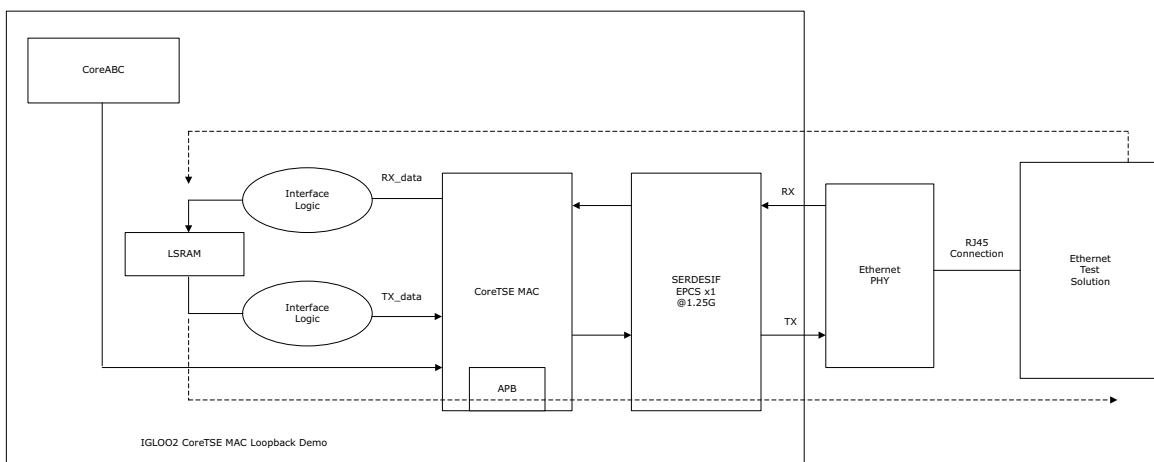 CoreABC
RX_data
Interface
Logic
RX
LSRAM
RJ45
Connection
Ethernet
Test
Solution
Ethernet
PHY
CoreTSE MAC
SERDESIF
EPCS x1
@1.25G
TX_data
Interface
Logic
TX
APB
IGLOO2 CoreTSE MAC Loopback Demo